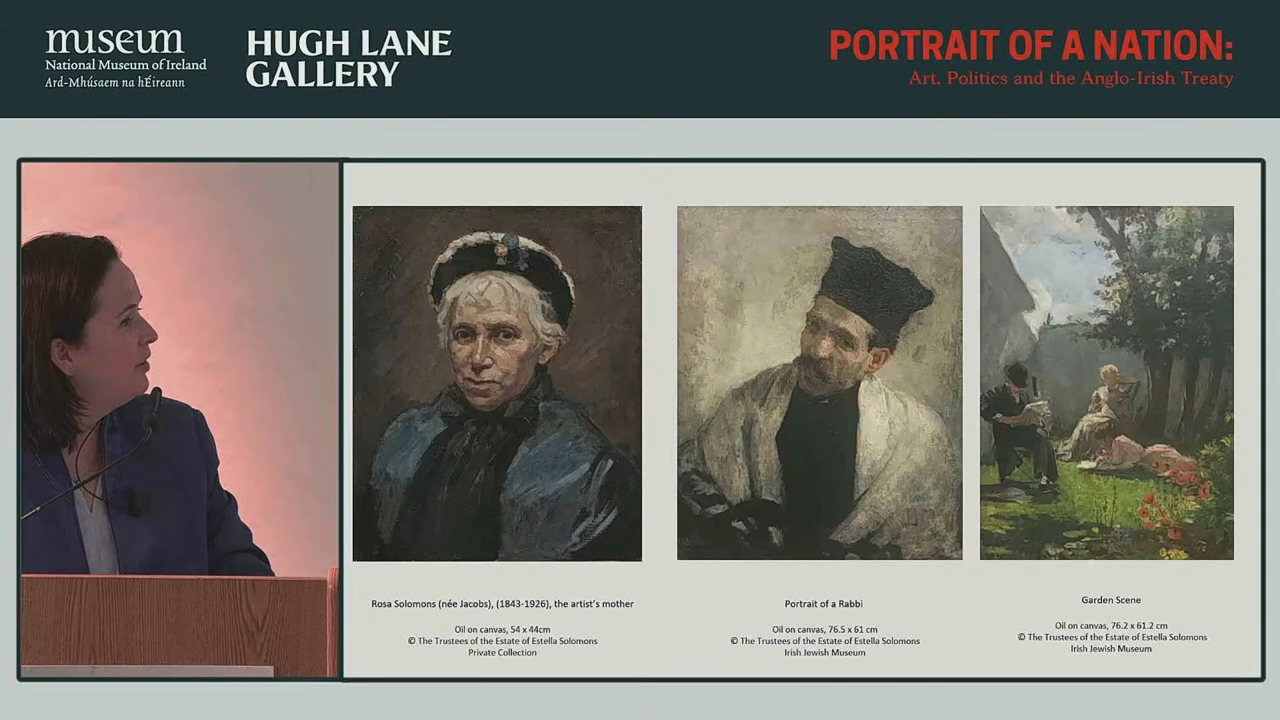 museum
National Museum of Ireland
Ard-Mhúsaem na hÉireann
HUGH LANE
GALLERY
PORTRAIT OF A NATION:
Art, Politics and the Anglo-Irish Treaty
Rosa Solomons (née Jacobs), (1843-1926), the artist's mother
Oil on canvas, 54 x 44cm
© The Trustees of the Estate of Estella Solomons
Private Collection
Portrait of a Rabbi
Oil on canvas, 76.5 x 61 cm
© The Trustees of the Estate of Estella Solomons
Irish Jewish Museum
Garden Scene
Oil on canvas, 76.2 x 61.2 cm
© The Trustees of the Estate of Estella Solomons
Irish Jewish Museum